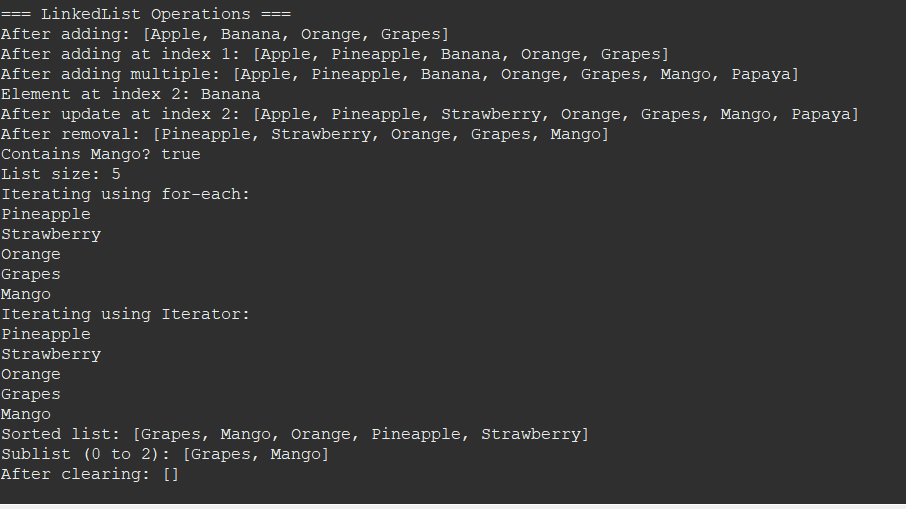 === LinkedList Operations ===
After adding: [Apple, Banana, Orange, Grapes]
After adding at index 1: [Apple, Pineapple, Banana, Orange, Grapes]
After adding multiple: [Apple, Pineapple, Banana, Orange, Grapes, Mango, Papaya]
Element at index 2: Banana
After update at index 2: [Apple, Pineapple, Strawberry, Orange, Grapes, Mango, Papaya]
After removal: [Pineapple, Strawberry, Orange, Grapes, Mango]
Contains Mango? true
List size: 5
Iterating using for-each:
Pineapple
Strawberry
Orange
Grapes
Mango
Iterating using Iterator:
Pineapple
Strawberry
Orange
Grapes
Mango
Sorted list: [Grapes, Mango, Orange, Pineapple, Strawberry]
Sublist (0 to 2): [Grapes, Mango]
After clearing: []